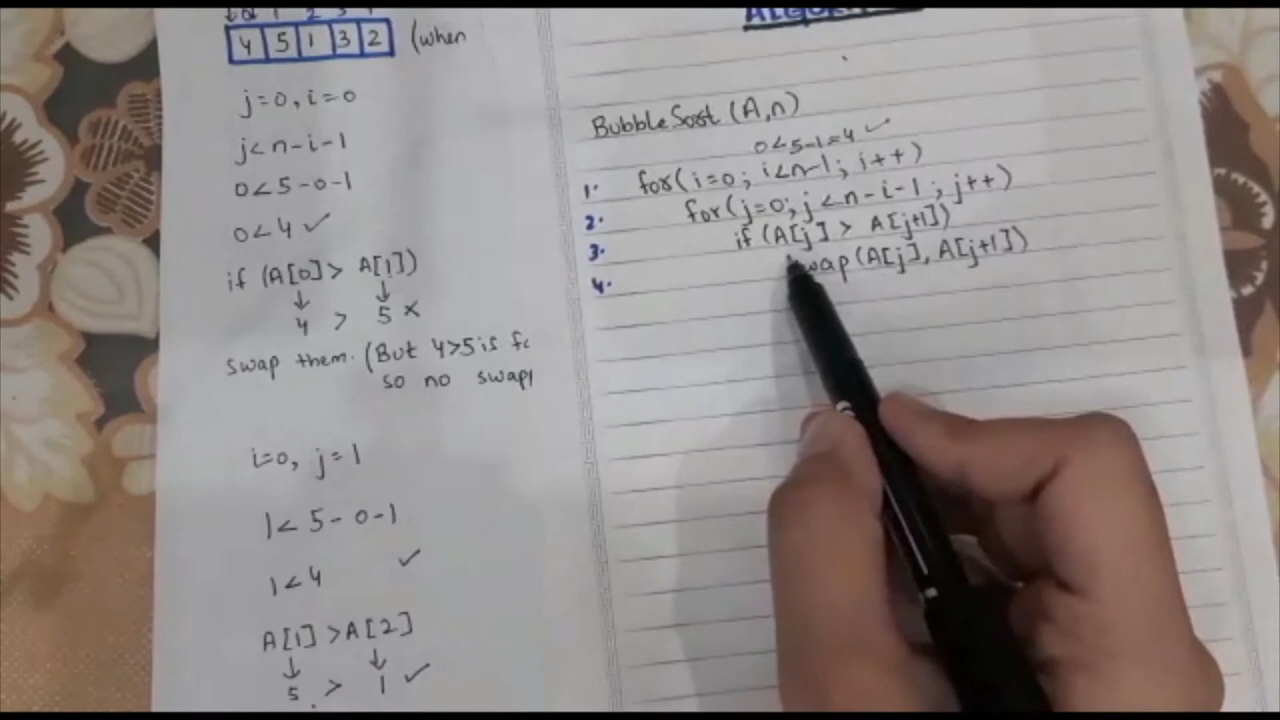 4 5 1 3 2 (when
j=0, i=0
j<n-i-1
0<5-0-1
0<4 ✓
if (A[0]> A[1])
↓ ↓
4 > 5 ×
swap them. (But 4>5 is
so no
i=0, j=1
1<5-0-1
1<4 ✓
A[1]>A[2]
↓ ↓
5 > 1 ✓
BubbleSort (A,n)
0<5-1=4 ✓
1. for(i=0; i<n-1; i++)
2. for(j=0; j<n-i-1; j++)
3. if (A[j] > A[j+1])
4. swap(A[j], A[j+1])